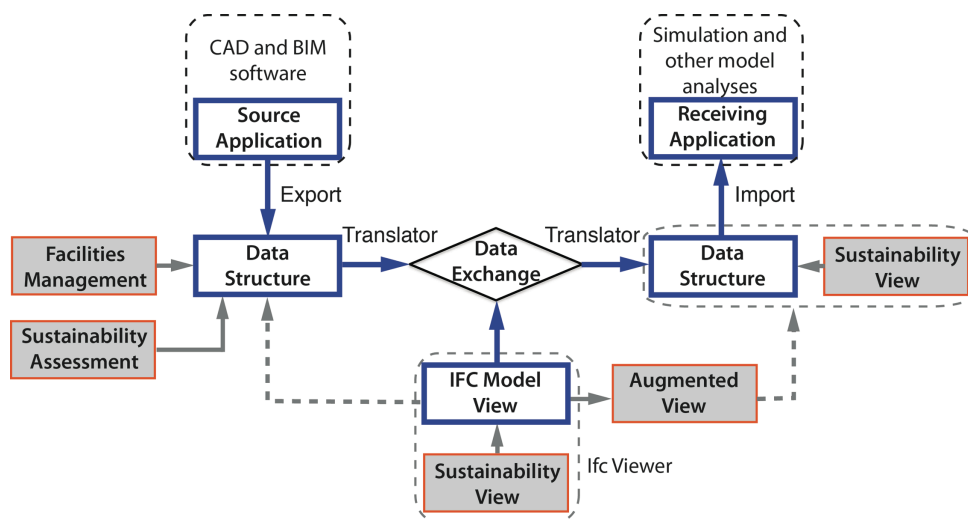 CAD and BIM
software
Source
Application
Simulation and
other model
analyses
Receiving
Application
Export
Import
Facilities
Management
Data
Structure
Translator
Data
Exchange
Translator
Data
Structure
Sustainability
View
Sustainability
Assessment
IFC Model
View
Augmented
View
Sustainability
View
Ifc Viewer